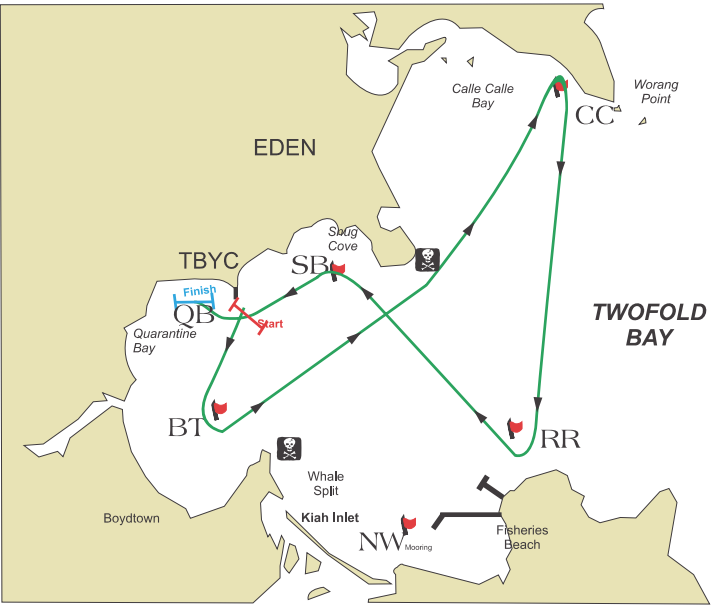 Calle Calle
Bay
Worang
Point
CC
EDEN
Snug
Cove
TBYC
SB
Finish
QB
Start
TWOFOLD
BAY
Quarantine
Bay
BT
RR
Whale
Split
Boydtown
Kiah Inlet
NW
Mooring
Fisheries
Beach